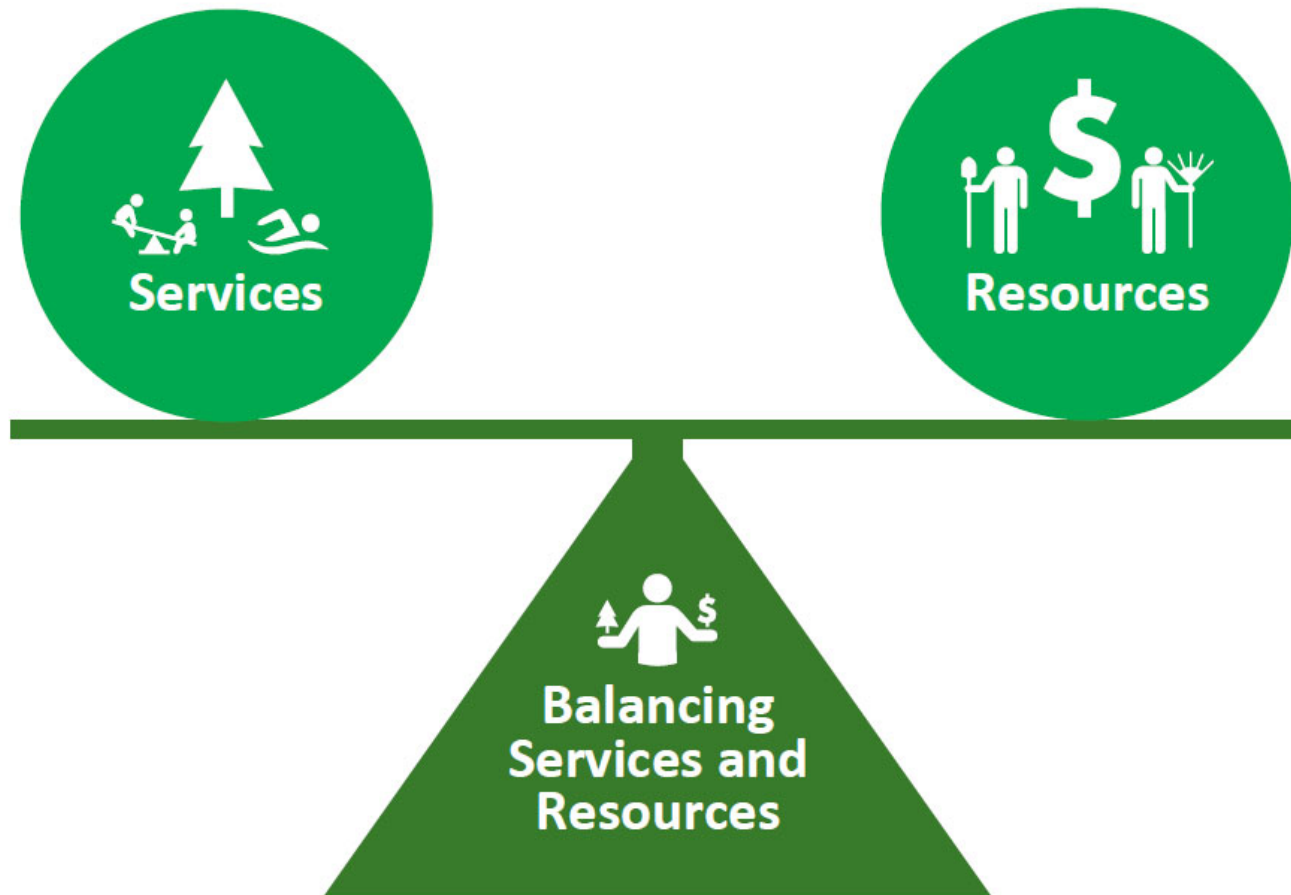 $
Services
Resources
$
Balancing
Services and
Resources